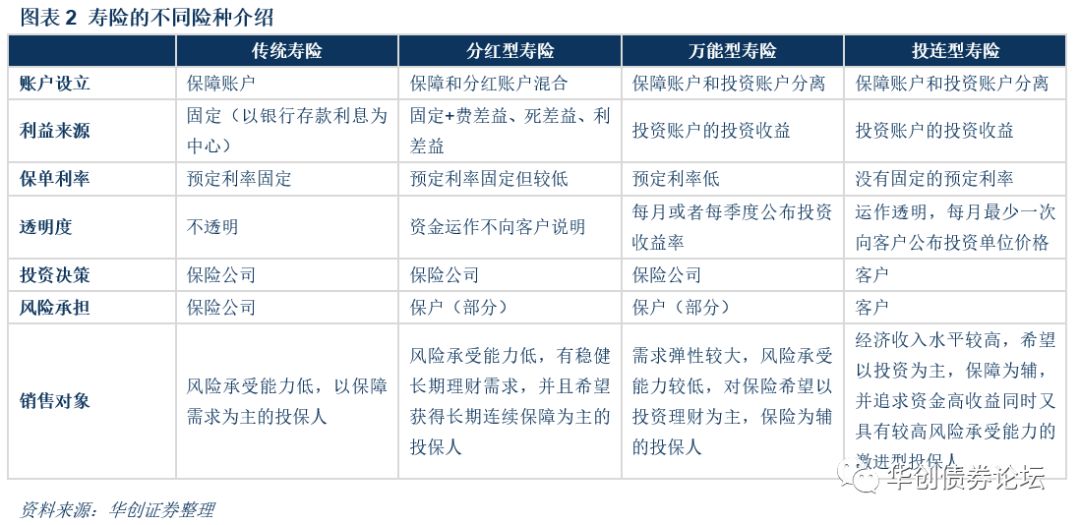 图表 2 寿险的不同险种介绍
传统寿险 分红型寿险 万能型寿险 投连型寿险
账户设立 保障账户 保障和分红账户混合 保障账户和投资账户分离 保障账户和投资账户分离
利益来源 固定（以银行存款利息为 固定+费差益、死差益、利 投资账户的投资收益 投资账户的投资收益
中心） 差益
保单利率 预定利率固定 预定利率固定但较低 预定利率低 没有固定的预定利率
透明度 不透明 资金运作不向客户说明 每月或者每季度公布投资 运作透明，每月最少一次
收益率 向客户公布投资单位价格
投资决策 保险公司 保险公司 保险公司 客户
风险承担 保险公司 保户（部分） 保户（部分） 客户
销售对象
风险承受能力低，以保障
需求为主的投保人
风险承受能力低，有稳健
长期理财需求，并且希望
获得长期连续保障为主的
投保人
需求弹性较大，风险承受
能力较低，对保险希望以
投资理财为主，保险为辅
的投保人
经济收入水平较高，希望
以投资为主，保障为辅，
并追求资金高收益同时又
具有较高风险承受能力的
激进型投保人
华创债券论坛
资料来源：华创证券整理